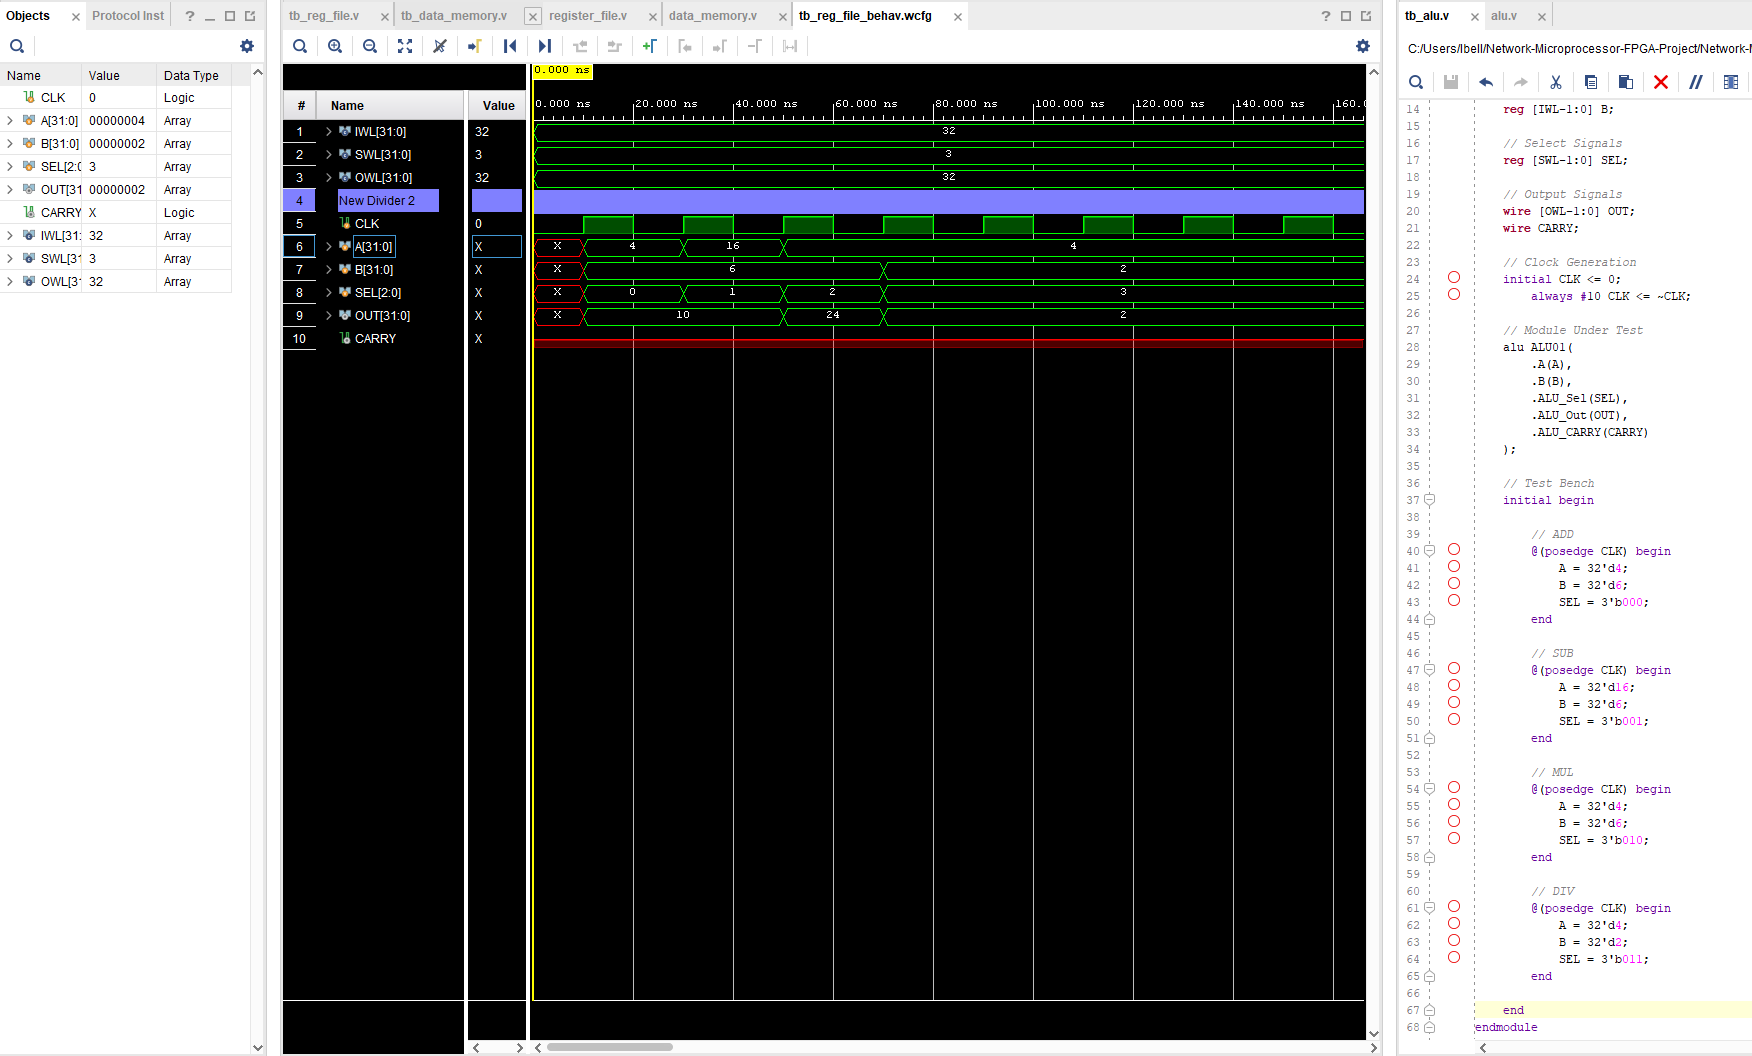 Objects
Protocol Inst
Name Value Data Type
CLK 0 Logic
A[31:0] 00000004 Array
B[31:0] 00000002 Array
SEL[2:0 3 Array
OUT[31 00000002 Array
CARRY X Logic
IWL[31: 32 Array
SWL[31 3 Array
OWL[3 32 Array
tb_reg_file.v
tb_data_memory.v
register_file.v
data_memory.v
tb_reg_file_behav.wcfg
0.000 ns
# Name Value
0.000 ns 20.000 ns 40.000 ns 60.000 ns 80.000 ns 100.000 ns 120.000 ns 140.000 ns 160.0
1 IWL[31:0] 32 32
2 SWL[31:0] 3 3
3 OWL[31:0] 32 32
4 New Divider 2
5 CLK 0
6 A[31:0] X X 4 16 4
7 B[31:0] X X 6 2
8 SEL[2:0] X X 0 1 2 3
9 OUT[31:0] X X 10 24 2
10 CARRY X
tb_alu.v
alu.v
C:/Users/lbell/Network-Microprocessor-FPGA-Project/Network-M
14 reg [IWL-1:0] B;
15
16 // Select Signals
17 reg [SWL-1:0] SEL;
18
19 // Output Signals
20 wire [OWL-1:0] OUT;
21 wire CARRY;
22
23 // Clock Generation
24 initial CLK <= 0;
25 always #10 CLK <= ~CLK;
26
27 // Module Under Test
28 alu ALU01(
29 .A(A),
30 .B(B),
31 .ALU_Sel(SEL),
32 .ALU_Out(OUT),
33 .ALU_CARRY(CARRY)
34 );
35
36 // Test Bench
37 initial begin
38
39 // ADD
40 @(posedge CLK) begin
41 A = 32'd4;
42 B = 32'd6;
43 SEL = 3'b000;
44 end
45
46 // SUB
47 @(posedge CLK) begin
48 A = 32'd16;
49 B = 32'd6;
50 SEL = 3'b001;
51 end
52
53 // MUL
54 @(posedge CLK) begin
55 A = 32'd4;
56 B = 32'd6;
57 SEL = 3'b010;
58 end
59
60 // DIV
61 @(posedge CLK) begin
62 A = 32'd4;
63 B = 32'd2;
64 SEL = 3'b011;
65 end
66
67 end
68 endmodule